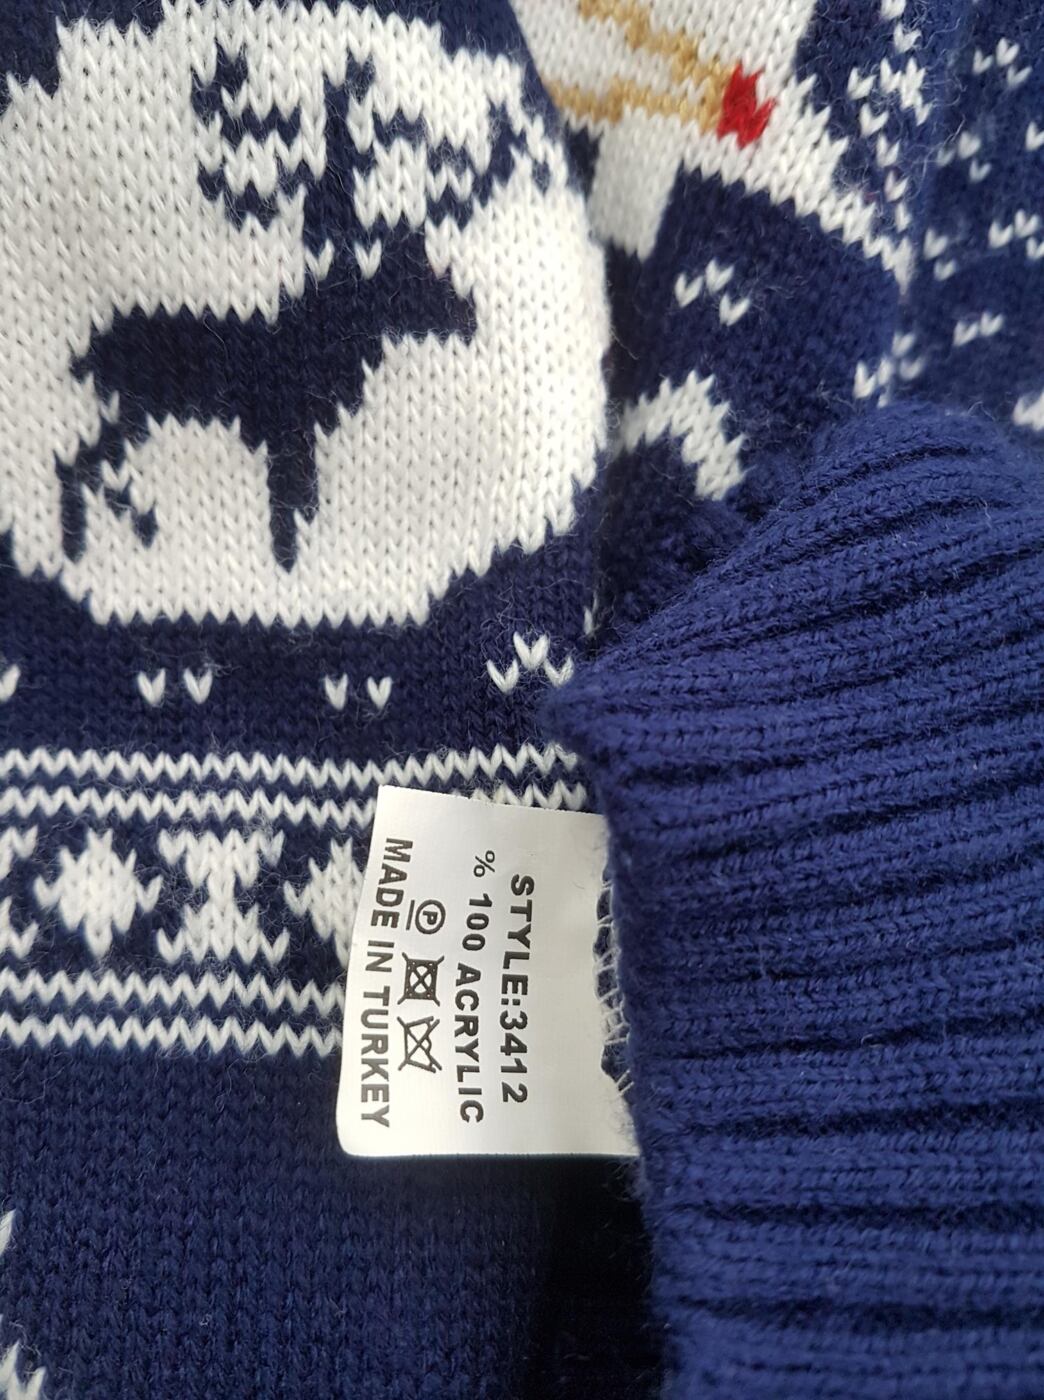 STYLE:3412
% 100 ACRYLIC
P
MADE IN TURKEY